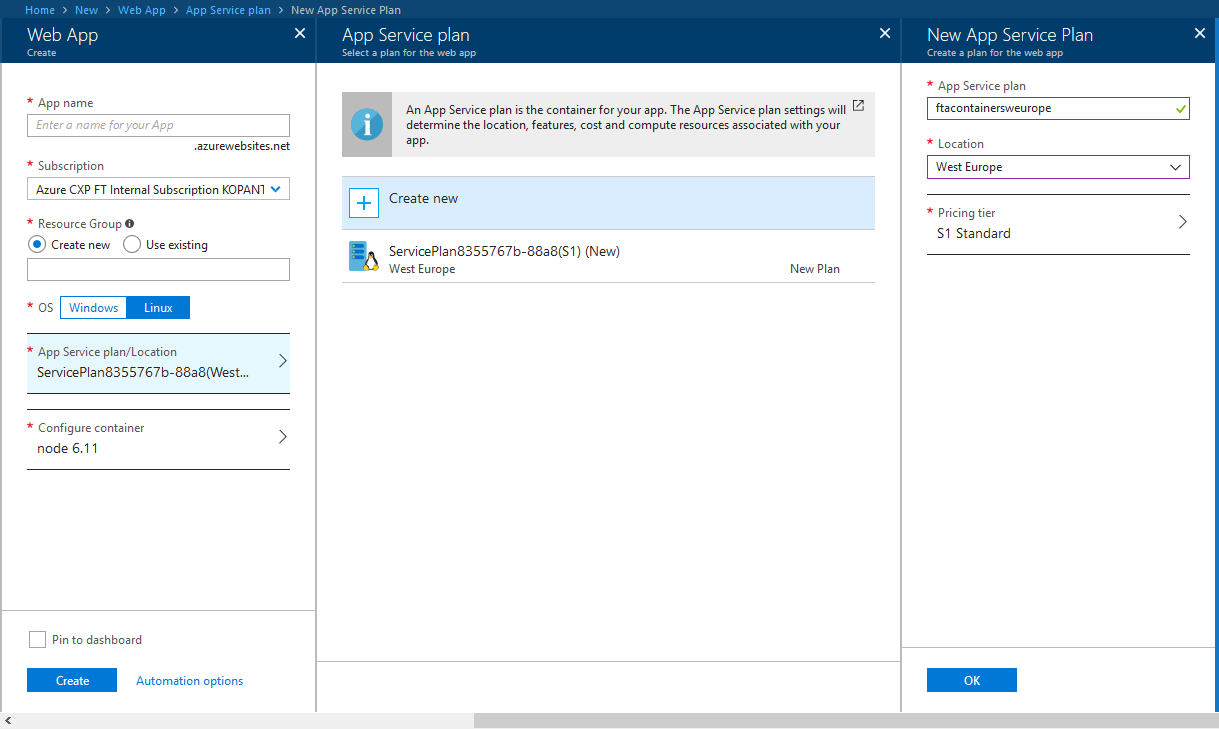 Home > New > Web App > App Service plan > New App Service Plan
Web App
Create
* App name
Enter a name for your App
.azurewebsites.net
* Subscription
Azure CXP FT Internal Subscription KOPANT
* Resource Group
Create new Use existing
* OS Windows Linux
* App Service plan/Location
ServicePlan8355767b-88a8(West...
* Configure container
node 6.11
Pin to dashboard
Create Automation options
App Service plan
Select a plan for the web app
An App Service plan is the container for your app. The App Service plan settings will
determine the location, features, cost and compute resources associated with your
app.
Create new
ServicePlan8355767b-88a8(S1) (New)
West Europe New Plan
New App Service Plan
Create a plan for the web app
* App Service plan
ftacontainersweurope
* Location
West Europe
* Pricing tier
S1 Standard
OK